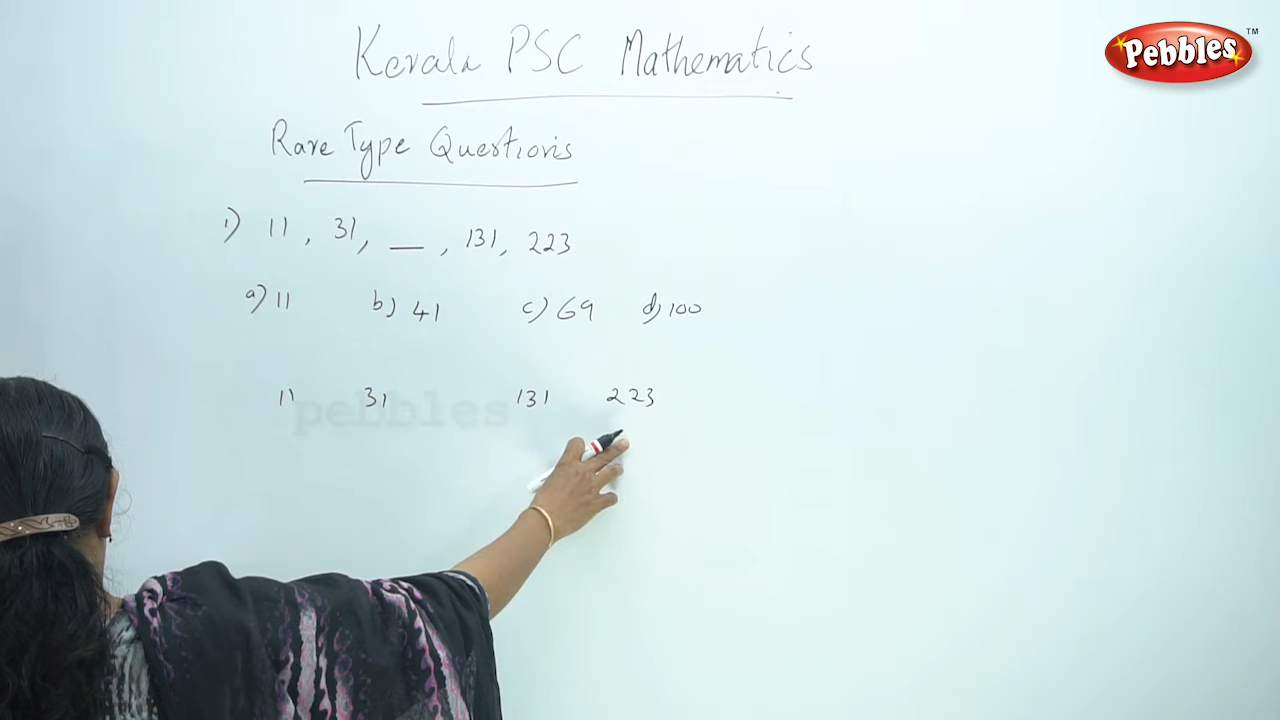 Kerala PSC Mathematics
Pebbles™
Rare Type Questions
1) 11, 31, __, 131, 223
a) 11 b) 41 c) 69 d) 100
11 31 131 223
pebbles